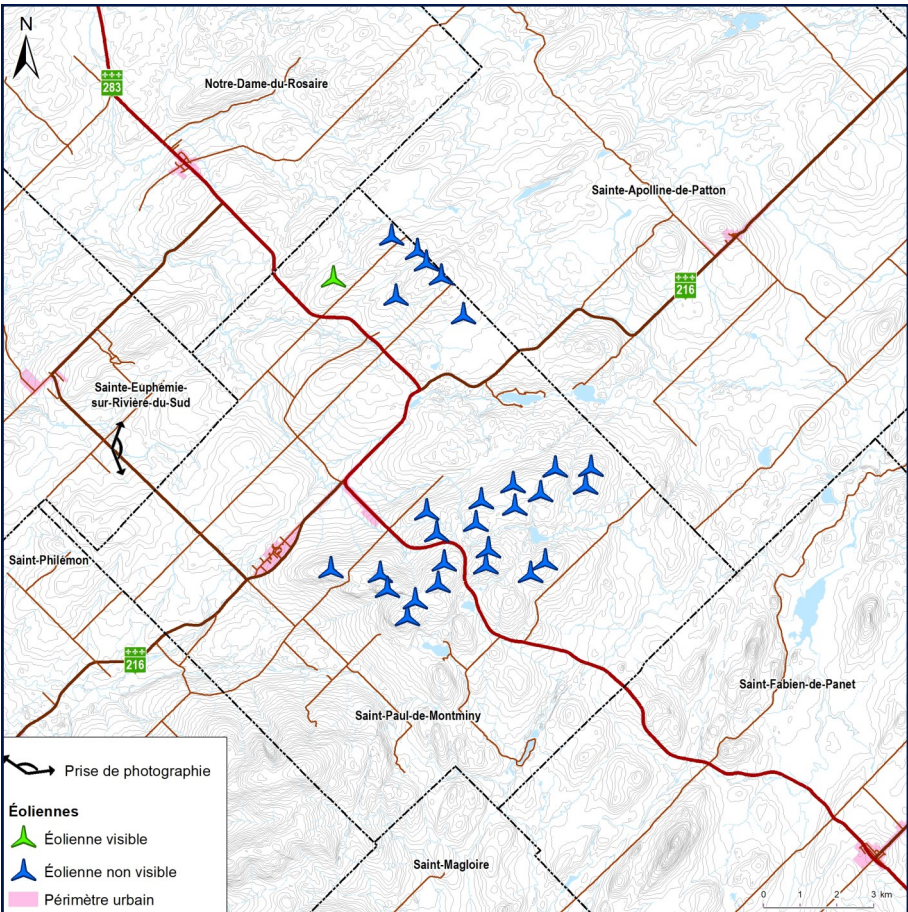 N
283
Notre-Dame-du-Rosaire
Sainte-Apolline-de-Patton
216
Sainte-Euphémie-
sur-Rivière-du-Sud
Saint-Philémon
216
Saint-Fabien-de-Panet
Saint-Paul-de-Montminy
Saint-Magloire
Prise de photographie
Éoliennes
Éolienne visible
Éolienne non visible
Périmètre urbain
0 1 2 3 km